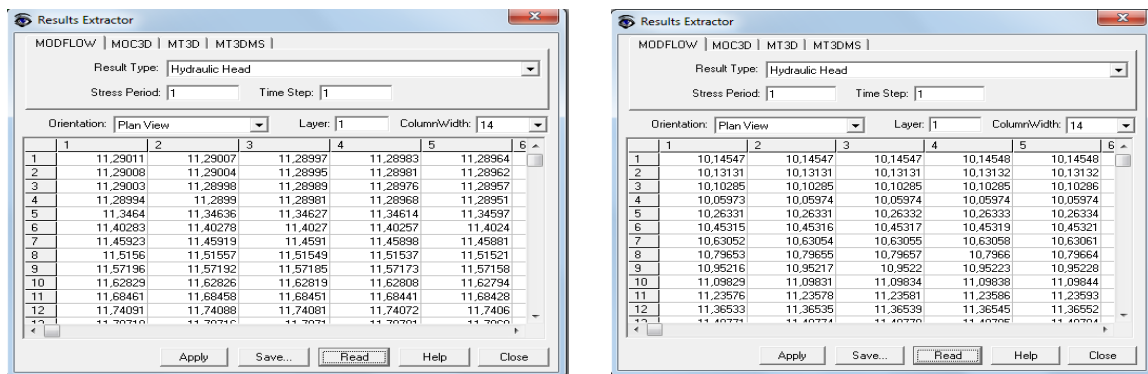 Results Extractor
MODFLOW | MOC3D | MT3D | MT3DMS |
Result Type: Hydraulic Head
Stress Period: 1 Time Step: 1
Orientation: Plan View Layer: 1 ColumnWidth: 14
1 2 3 4 5 6
1 11,29011 11,29007 11,28997 11,28983 11,28964
2 11,29008 11,29004 11,28995 11,28981 11,28962
3 11,29003 11,28998 11,28989 11,28976 11,28957
4 11,28994 11,2899 11,28981 11,28968 11,28951
5 11,3464 11,34636 11,34627 11,34614 11,34597
6 11,40283 11,40278 11,4027 11,40257 11,4024
7 11,45923 11,45919 11,4591 11,45898 11,45881
8 11,5156 11,51557 11,51549 11,51537 11,51521
9 11,57196 11,57192 11,57185 11,57173 11,57158
10 11,62829 11,62826 11,62819 11,62808 11,62794
11 11,68461 11,68458 11,68451 11,68441 11,68428
12 11,74091 11,74088 11,74081 11,74072 11,7406
Apply Save... Read Help Close
Results Extractor
MODFLOW | MOC3D | MT3D | MT3DMS |
Result Type: Hydraulic Head
Stress Period: 1 Time Step: 1
Orientation: Plan View Layer: 1 ColumnWidth: 14
1 2 3 4 5 6
1 10,14547 10,14547 10,14547 10,14548 10,14548
2 10,13131 10,13131 10,13131 10,13132 10,13132
3 10,10285 10,10285 10,10285 10,10285 10,10286
4 10,05973 10,05974 10,05974 10,05974 10,05974
5 10,26331 10,26331 10,26332 10,26333 10,26334
6 10,45315 10,45316 10,45317 10,45319 10,45321
7 10,63052 10,63054 10,63055 10,63058 10,63061
8 10,79653 10,79655 10,79657 10,7966 10,79664
9 10,95216 10,95217 10,9522 10,95223 10,95228
10 11,09829 11,09831 11,09834 11,09838 11,09844
11 11,23576 11,23578 11,23581 11,23586 11,23593
12 11,36533 11,36535 11,36539 11,36545 11,36552
Apply Save... Read Help Close